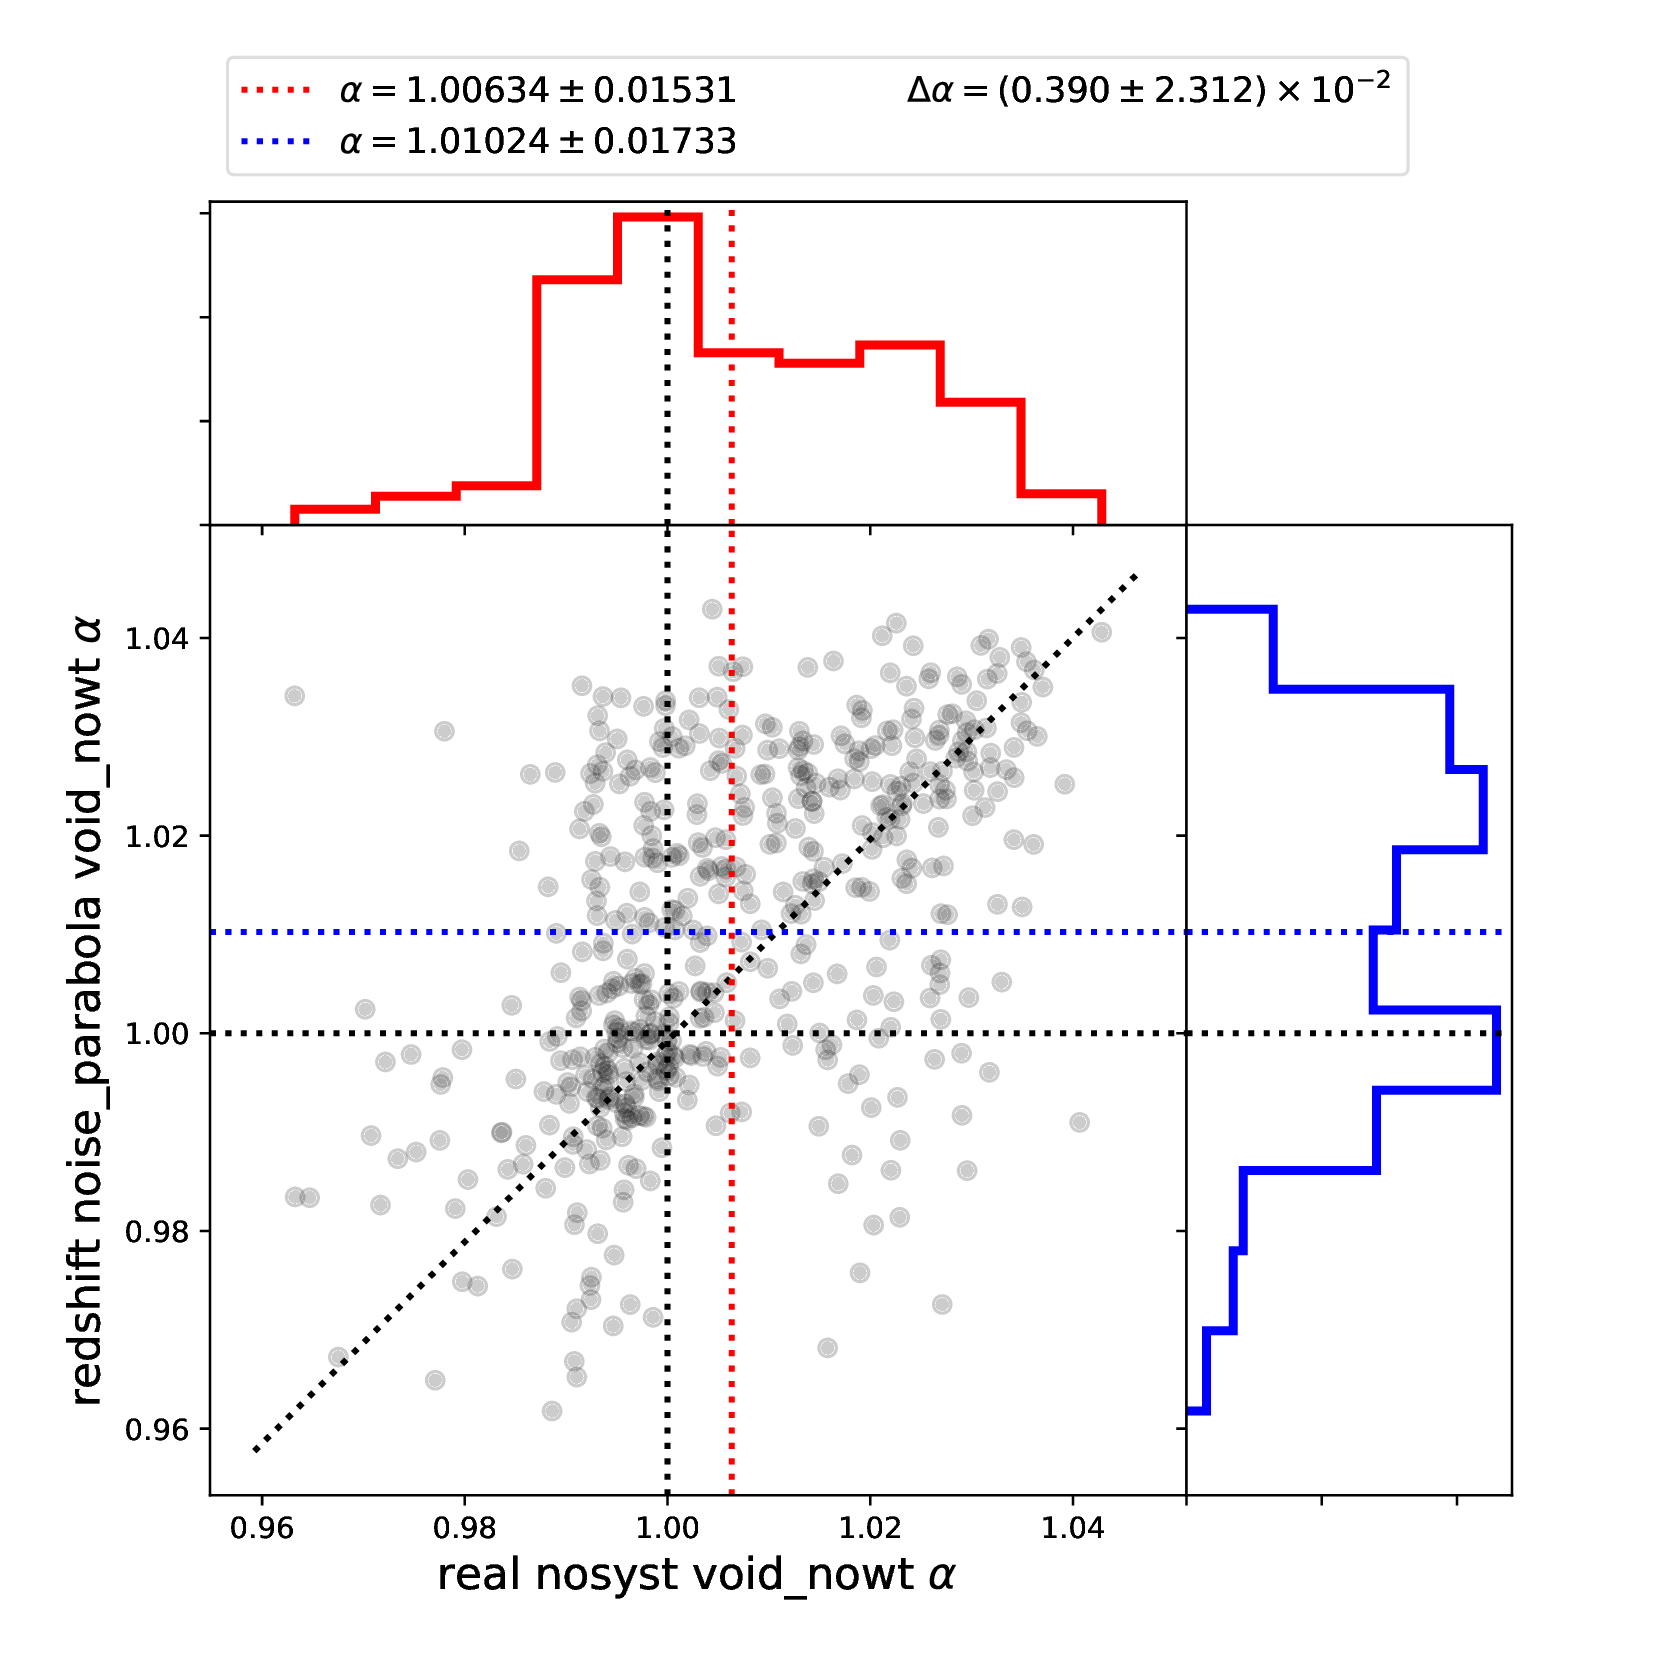 α = 1.00634 ± 0.01531
Δα = (0.390 ± 2.312) × 10⁻²
α = 1.01024 ± 0.01733
redshift noise_parabola void_nowt α
1.04
1.02
1.00
0.98
0.96
0.96 0.98 1.00 1.02 1.04
real nosyst void_nowt α